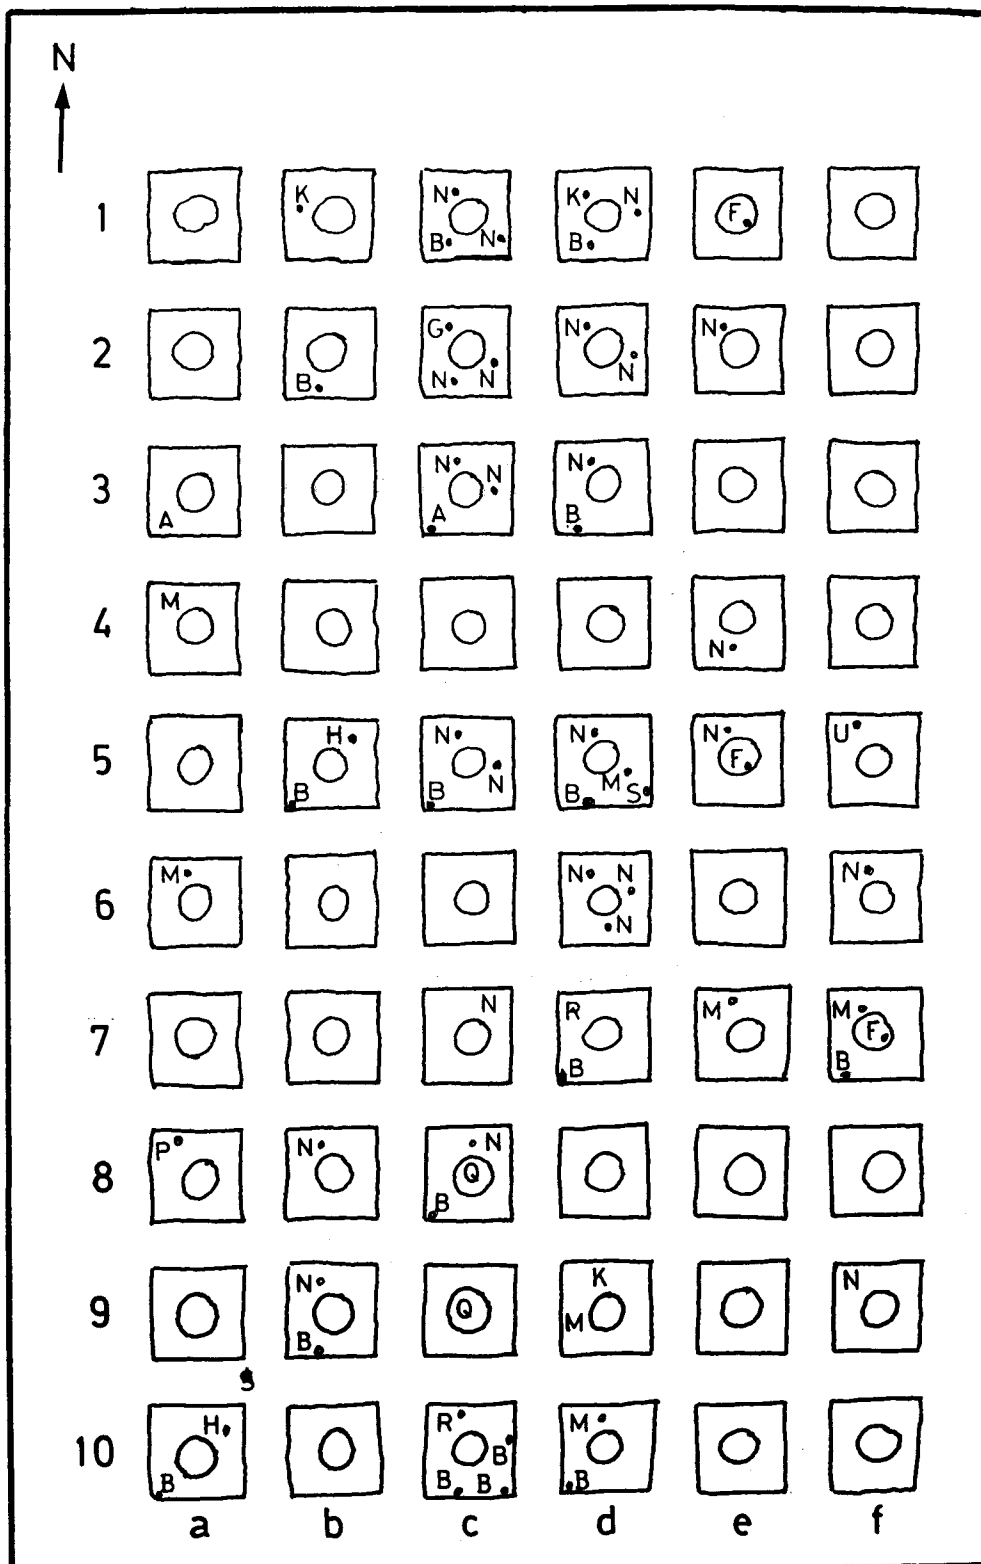 N
1 K N B N K B N F
2 B G N N N N N
3 A N N A N B
4 M N
5 H B N N B N M B S N F U
6 M N N N N
7 N R B M M F B
8 P N N Q B
9 N B Q K M N
S
10 H B R B B B M B
a b c d e f